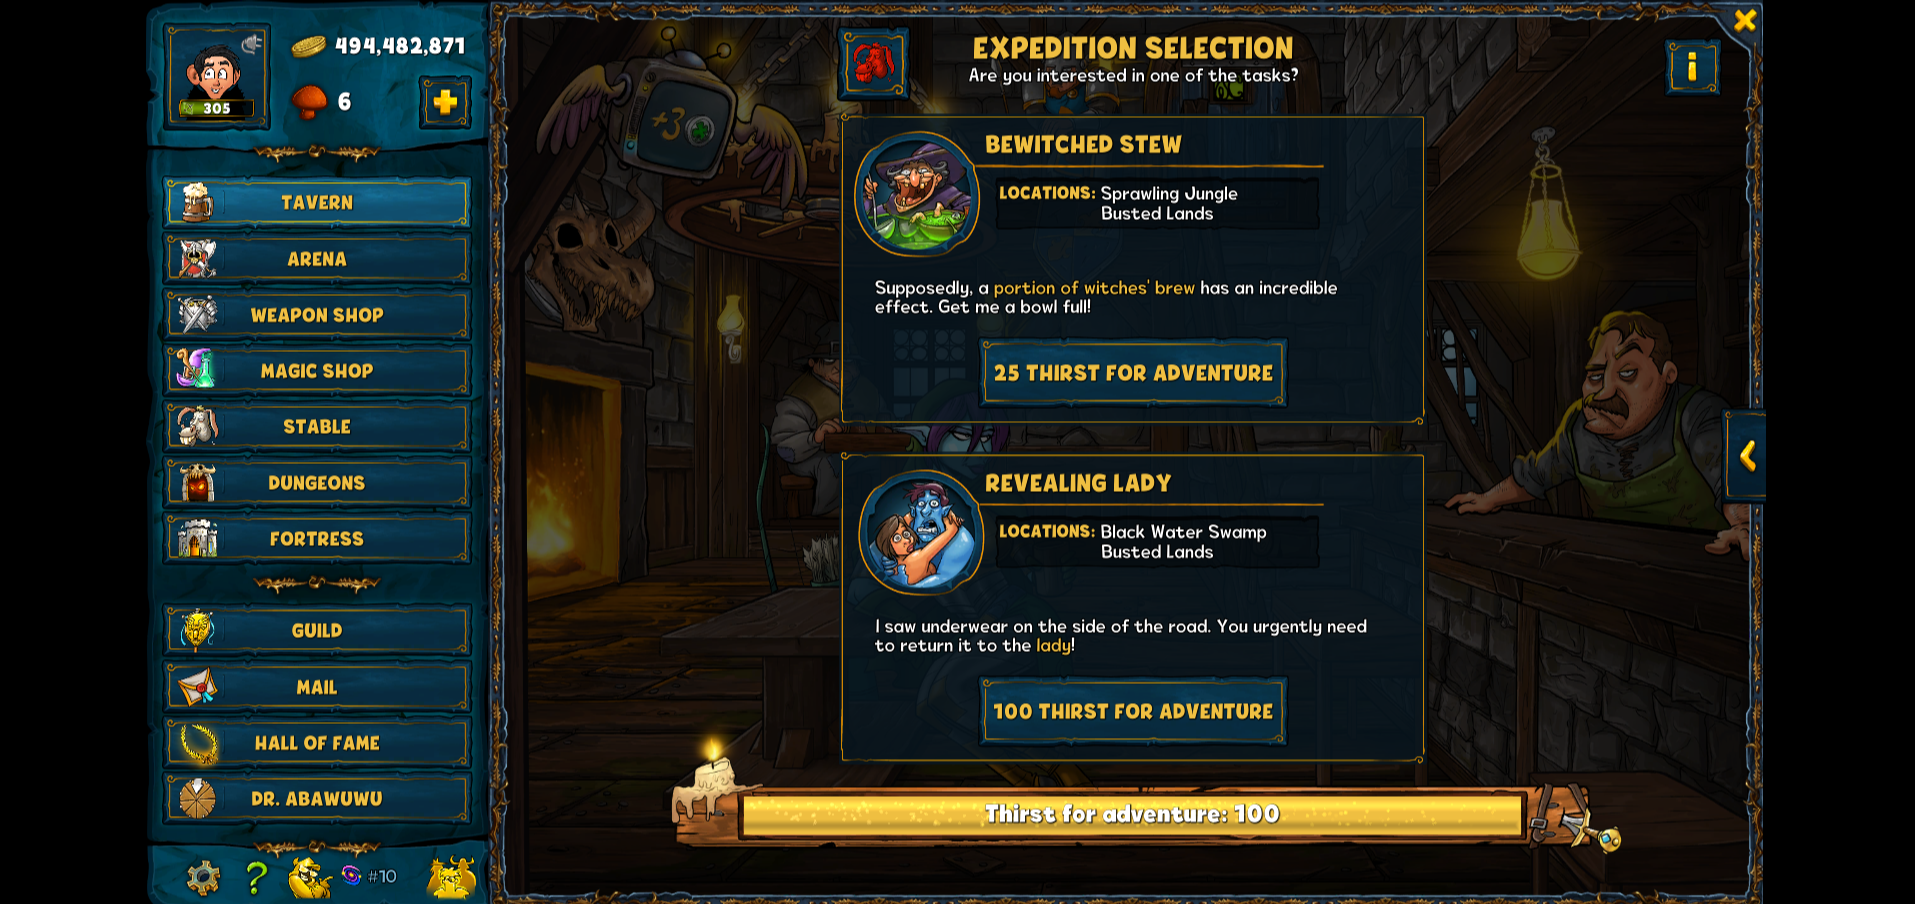 494,482,871
6
305
TAVERN
ARENA
WEAPON SHOP
MAGIC SHOP
STABLE
DUNGEONS
FORTRESS
GUILD
MAIL
HALL OF FAME
DR. ABAWUWU
#10
+3
EXPEDITION SELECTION
Are you interested in one of the tasks?
BEWITCHED STEW
LOCATIONS: Sprawling Jungle
Busted Lands
Supposedly, a portion of witches' brew has an incredible
effect. Get me a bowl full!
25 THIRST FOR ADVENTURE
REVEALING LADY
LOCATIONS: Black Water Swamp
Busted Lands
I saw underwear on the side of the road. You urgently need
to return it to the lady!
100 THIRST FOR ADVENTURE
Thirst for adventure: 100